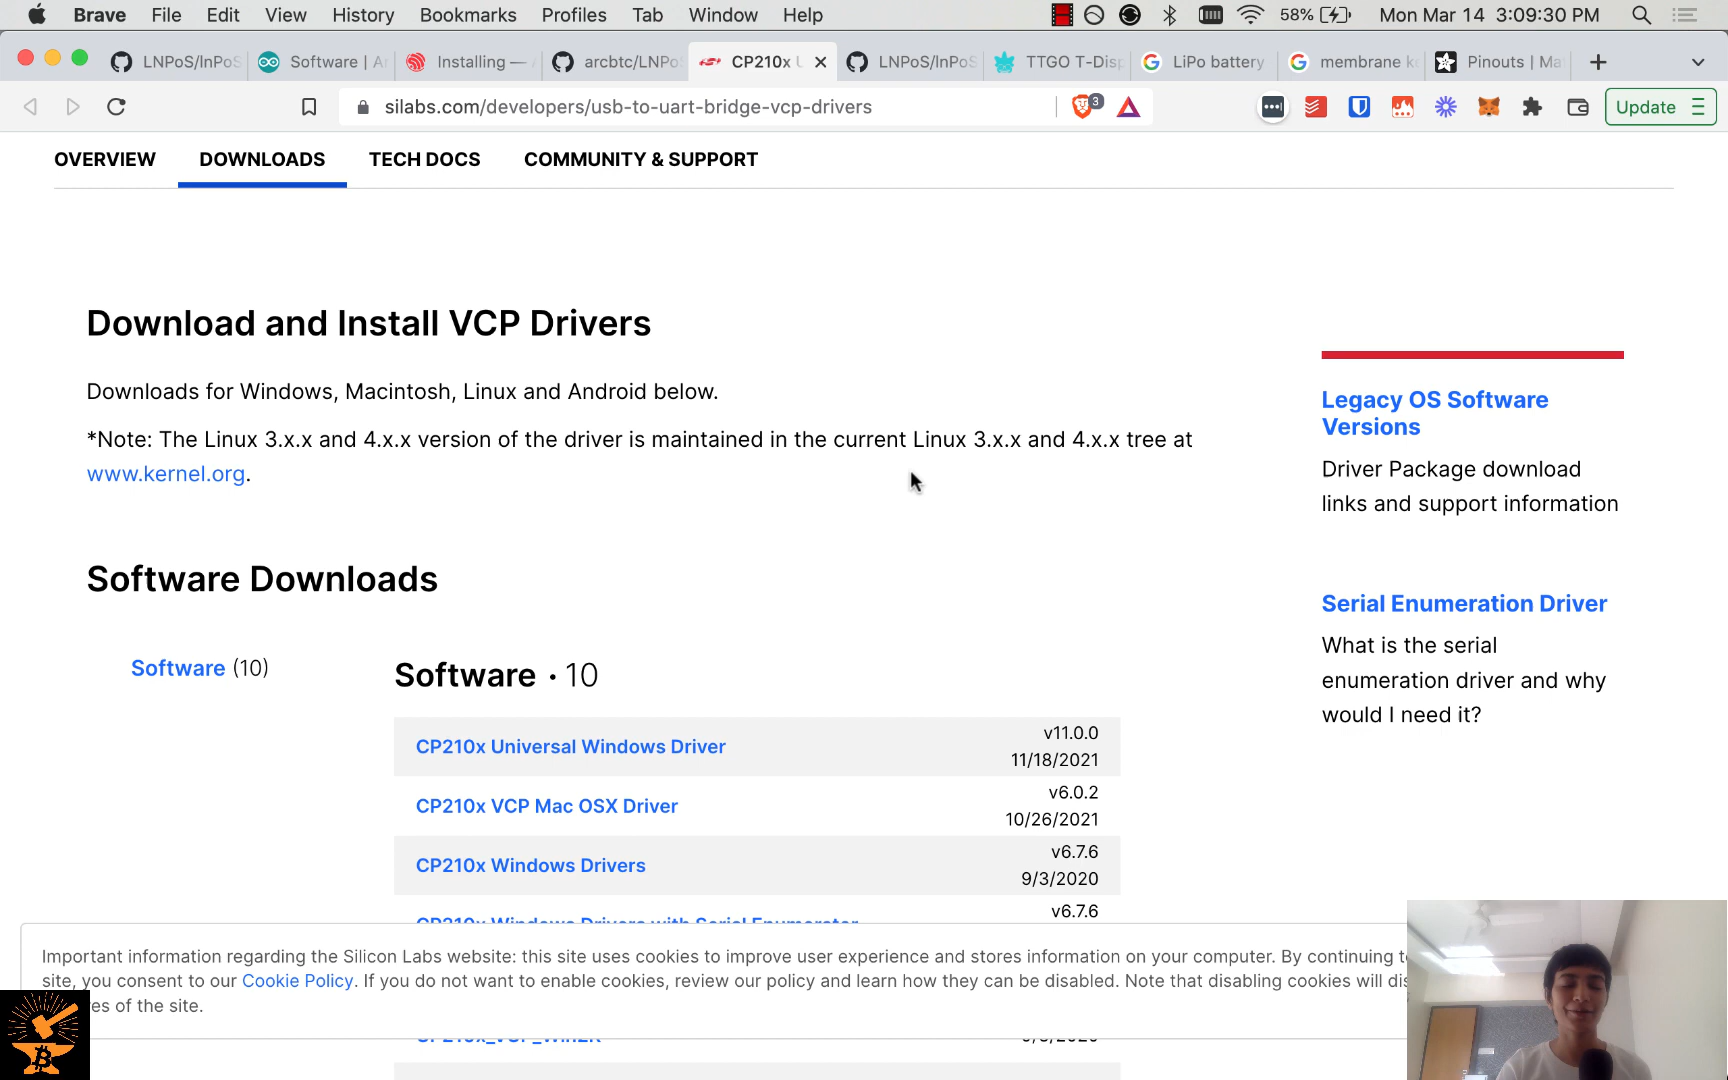 Brave File Edit View History Bookmarks Profiles Tab Window Help 58% Mon Mar 14 3:09:30 PM
LNPoS/lnPoS Software | Ar Installing — arcbtc/LNPo CP210x U LNPoS/lnPoS TTGO T-Disp LiPo battery membrane ke Pinouts | Ma
silabs.com/developers/usb-to-uart-bridge-vcp-drivers 3 Update
OVERVIEW DOWNLOADS TECH DOCS COMMUNITY & SUPPORT
Download and Install VCP Drivers
Downloads for Windows, Macintosh, Linux and Android below.
*Note: The Linux 3.x.x and 4.x.x version of the driver is maintained in the current Linux 3.x.x and 4.x.x tree at
www.kernel.org.
Legacy OS Software
Versions
Driver Package download
links and support information
Serial Enumeration Driver
What is the serial
enumeration driver and why
would I need it?
Software Downloads
Software (10)
Software • 10
CP210x Universal Windows Driver v11.0.0
11/18/2021
CP210x VCP Mac OSX Driver v6.0.2
10/26/2021
CP210x Windows Drivers v6.7.6
9/3/2020
CP210x Windows Drivers with Serial Enumerator v6.7.6
Important information regarding the Silicon Labs website: this site uses cookies to improve user experience and stores information on your computer. By continuing
site, you consent to our Cookie Policy. If you do not want to enable cookies, review our policy and learn how they can be disabled. Note that disabling cookies will
of the site.
CP210x_VCP_Win2K